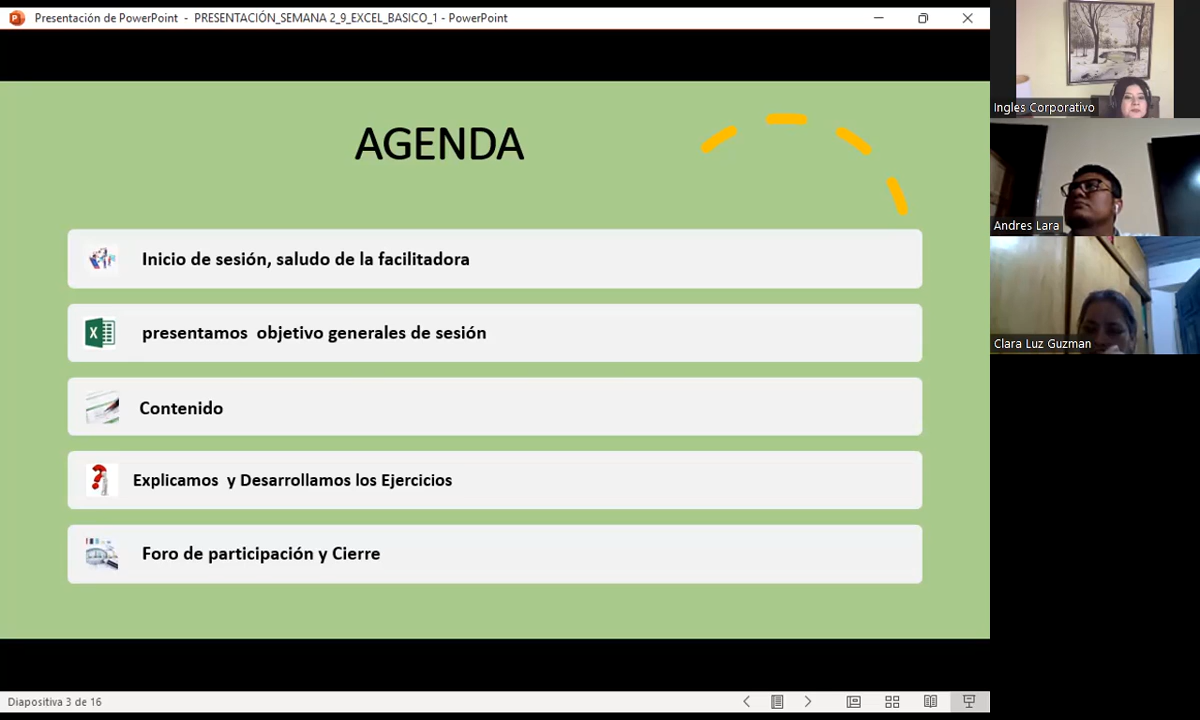 Presentación de PowerPoint - PRESENTACIÓN_SEMANA 2_9_EXCEL_BASICO_1 - PowerPoint
AGENDA
Inicio de sesión, saludo de la facilitadora
presentamos  objetivo generales de sesión
Contenido
Explicamos  y Desarrollamos los Ejercicios
Foro de participación y Cierre
Diapositiva 3 de 16
Ingles Corporativo
Andres Lara
Clara Luz Guzman